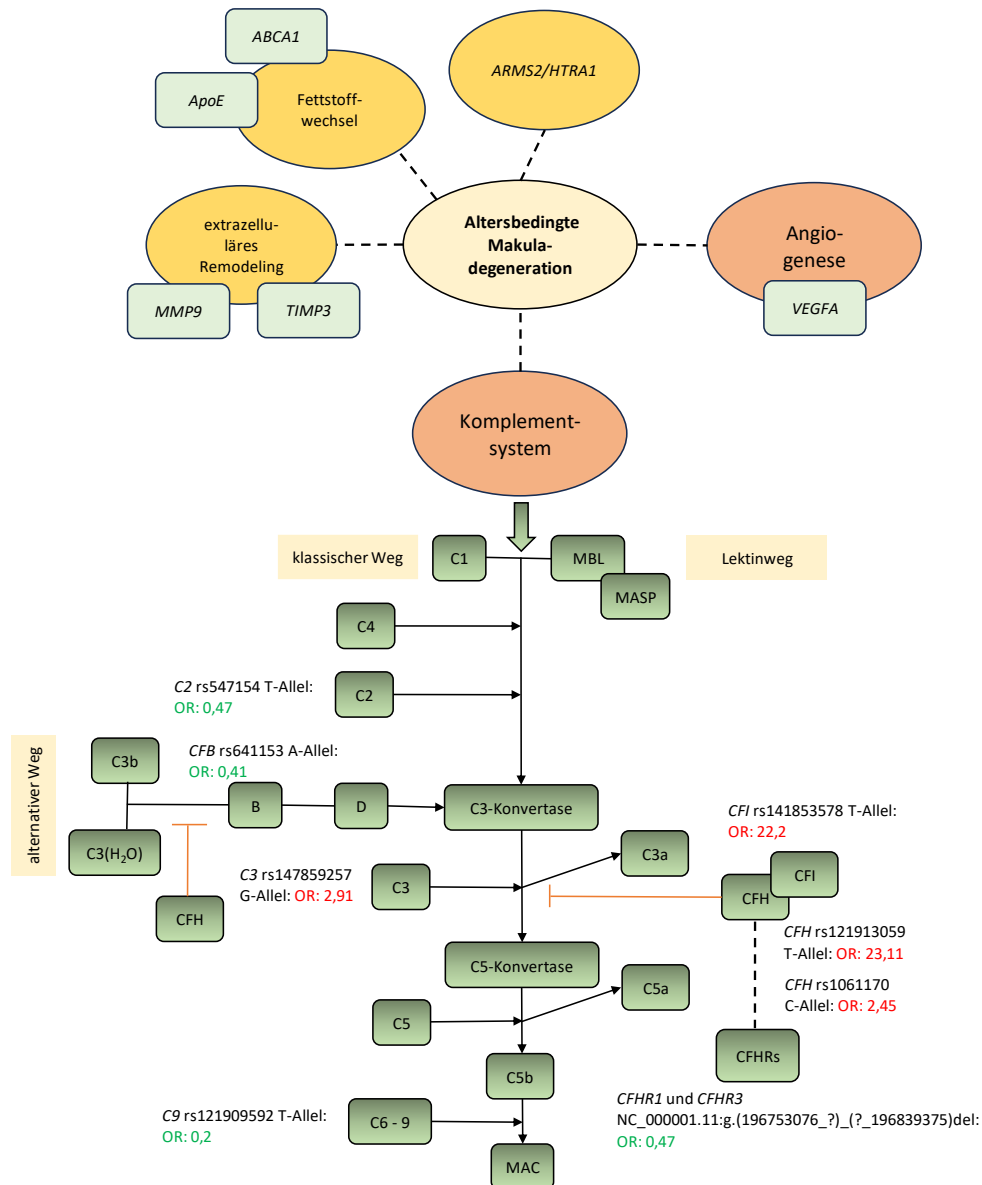 ABCA1
ARMS2/HTRA1
ApoE
Fettstoff-
wechsel
extrazellu-
läres
Remodeling
MMP9
TIMP3
Altersbedingte
Makula-
degeneration
Angio-
genese
VEGFA
Komplement-
system
klassischer Weg
C1
MBL
MASP
Lektinweg
C4
C2 rs547154 T-Allel:
OR: 0,47
C2
alternativer Weg
C3b
C3(H₂O)
CFB rs641153 A-Allel:
OR: 0,41
B
D
C3-Konvertase
CFH
C3 rs147859257
G-Allel: OR: 2,91
C3
C3a
CFI rs141853578 T-Allel:
OR: 22,2
CFI
CFH
CFH rs121913059
T-Allel: OR: 23,11
CFH rs1061170
C-Allel: OR: 2,45
C5-Konvertase
C5
C5a
C5b
CFHRs
CFHR1 und CFHR3
NC_000001.11:g.(196753076_?)_(?_196839375)del:
OR: 0,47
C9 rs121909592 T-Allel:
OR: 0,2
C6 - 9
MAC